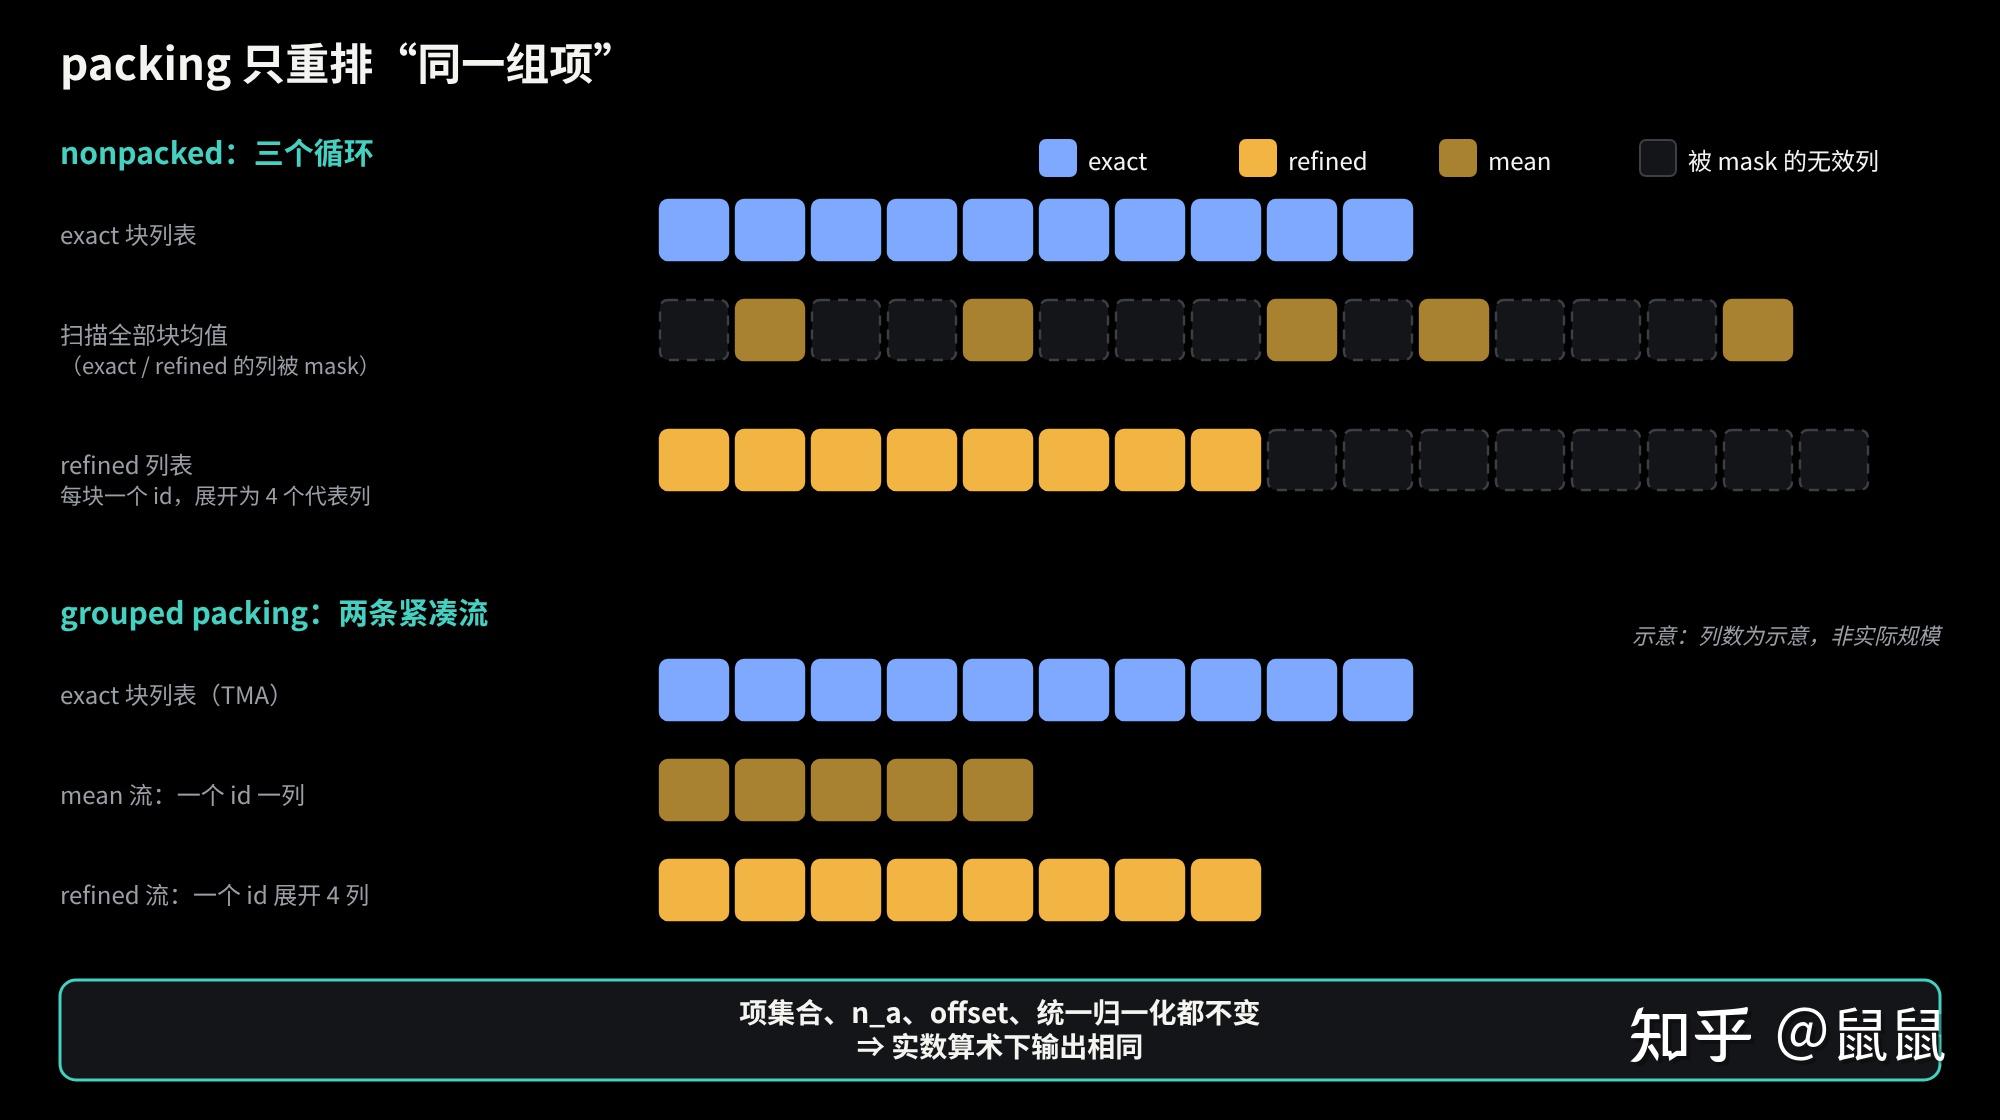 packing 只重排“同一组项”
nonpacked：三个循环
exact
refined
mean
被 mask 的无效列
exact 块列表
扫描全部块均值
（exact / refined 的列被 mask）
refined 列表
每块一个 id，展开为 4 个代表列
grouped packing：两条紧凑流
示意：列数为示意，非实际规模
exact 块列表（TMA）
mean 流：一个 id 一列
refined 流：一个 id 展开 4 列
项集合、n_a、offset、统一归一化都不变
⇒ 实数算术下输出相同
知乎 @鼠鼠